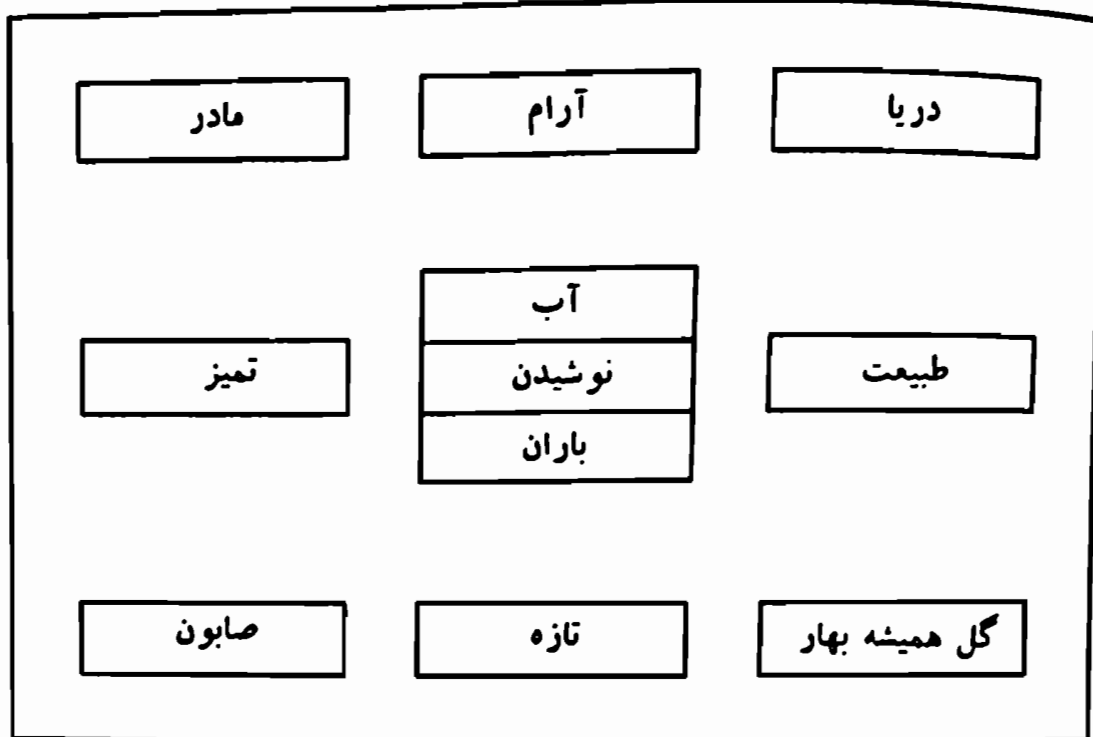 دریا
آرام
مادر
آب
نوشیدن
باران
طبیعت
تمیز
گل همیشه بهار
تازه
صابون